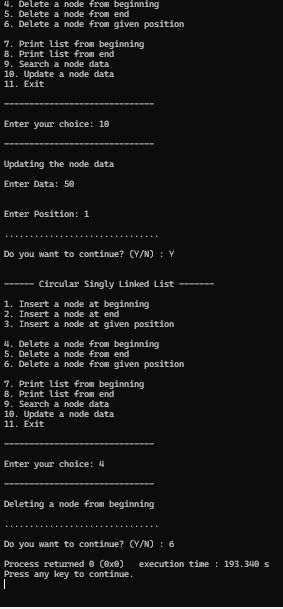 4. Delete a node from beginning
5. Delete a node from end
6. Delete a node from given position
7. Print list from beginning
8. Print list from end
9. Search a node data
10. Update a node data
11. Exit
------------------------------
Enter your choice: 10
------------------------------
Updating the node data
Enter Data: 50
Enter Position: 1
...............................
Do you want to continue? (Y/N) : Y
------ Circular Singly Linked List -------
1. Insert a node at beginning
2. Insert a node at end
3. Insert a node at given position
4. Delete a node from beginning
5. Delete a node from end
6. Delete a node from given position
7. Print list from beginning
8. Print list from end
9. Search a node data
10. Update a node data
11. Exit
------------------------------
Enter your choice: 4
------------------------------
Deleting a node from beginning
...............................
Do you want to continue? (Y/N) : 6
Process returned 0 (0x0)   execution time : 193.340 s
Press any key to continue.